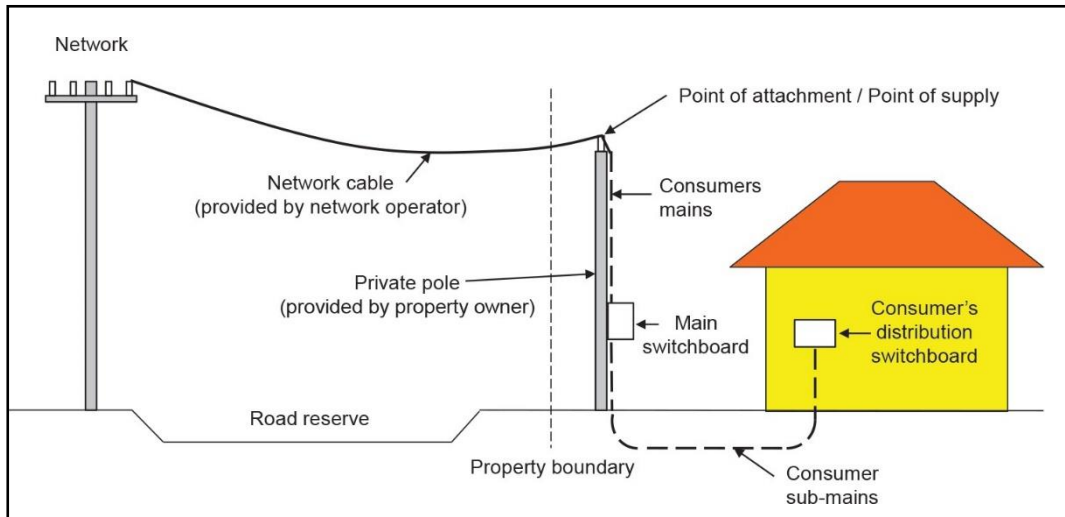 Network
Point of attachment / Point of supply
Network cable
(provided by network operator)
Consumers
mains
Private pole
(provided by property owner)
Main
switchboard
Consumer’s
distribution
switchboard
Road reserve
Property boundary
Consumer
sub-mains